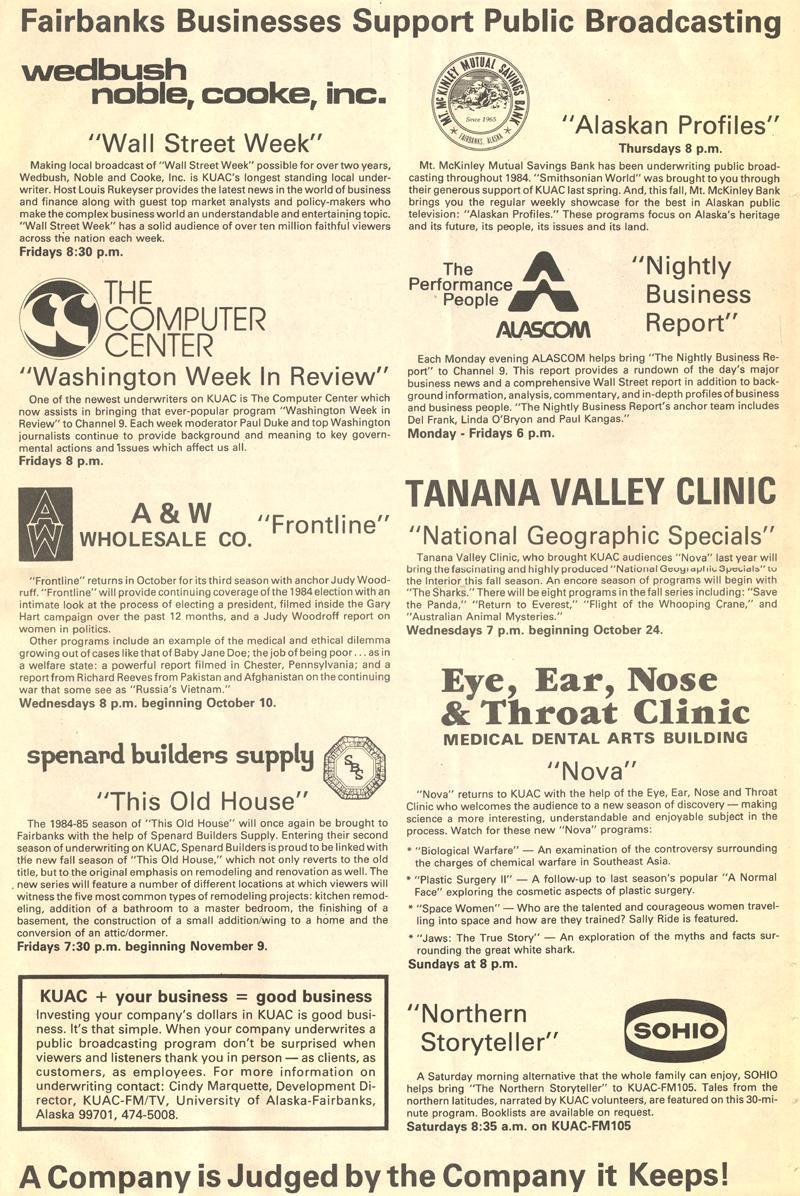 Fairbanks Businesses Support Public Broadcasting
wedbush
noble, cooke, inc.
"Wall Street Week"
Making local broadcast of "Wall Street Week" possible for over two years,
Wedbush, Noble and Cooke, Inc. is KUAC's longest standing local under-
writer. Host Louis Rukeyser provides the latest news in the world of business
and finance along with guest top market analysts and policy-makers who
make the complex business world an understandable and entertaining topic.
"Wall Street Week" has a solid audience of over ten million faithful viewers
across the nation each week.
Fridays 8:30 p.m.
THE
COMPUTER
CENTER
"Washington Week In Review"
One of the newest underwriters on KUAC is The Computer Center which
now assists in bringing that ever-popular program "Washington Week in
Review" to Channel 9. Each week moderator Paul Duke and top Washington
journalists continue to provide background and meaning to key govern-
mental actions and issues which affect us all.
Fridays 8 p.m.
AW
A & W
WHOLESALE CO.
"Frontline"
"Frontline" returns in October for its third season with anchor Judy Wood-
ruff. "Frontline" will provide continuing coverage of the 1984 election with an
intimate look at the process of electing a president, filmed inside the Gary
Hart campaign over the past 12 months, and a Judy Woodroff report on
women in politics.
Other programs include an example of the medical and ethical dilemma
growing out of cases like that of Baby Jane Doe; the job of being poor . . . as in
a welfare state: a powerful report filmed in Chester, Pennsylvania; and a
report from Richard Reeves from Pakistan and Afghanistan on the continuing
war that some see as "Russia's Vietnam."
Wednesdays 8 p.m. beginning October 10.
spenard builders supply
SBS
"This Old House"
The 1984-85 season of "This Old House" will once again be brought to
Fairbanks with the help of Spenard Builders Supply. Entering their second
season of underwriting on KUAC, Spenard Builders is proud to be linked with
the new fall season of "This Old House," which not only reverts to the old
title, but to the original emphasis on remodeling and renovation as well. The
new series will feature a number of different locations at which viewers will
witness the five most common types of remodeling projects: kitchen remod-
eling, addition of a bathroom to a master bedroom, the finishing of a
basement, the construction of a small addition/wing to a home and the
conversion of an attic/dormer.
Fridays 7:30 p.m. beginning November 9.
KUAC + your business = good business
Investing your company's dollars in KUAC is good busi-
ness. It's that simple. When your company underwrites a
public broadcasting program don't be surprised when
viewers and listeners thank you in person — as clients, as
customers, as employees. For more information on
underwriting contact: Cindy Marquette, Development Di-
rector, KUAC-FM/TV, University of Alaska-Fairbanks,
Alaska 99701, 474-5008.
MT. McKINLEY MUTUAL SAVINGS BANK
Since 1965
FAIRBANKS, ALASKA
"Alaskan Profiles"
Thursdays 8 p.m.
Mt. McKinley Mutual Savings Bank has been underwriting public broad-
casting throughout 1984. "Smithsonian World" was brought to you through
their generous support of KUAC last spring. And, this fall, Mt. McKinley Bank
brings you the regular weekly showcase for the best in Alaskan public
television: "Alaskan Profiles." These programs focus on Alaska's heritage
and its future, its people, its issues and its land.
The
Performance
People
ALASCOM
"Nightly
Business
Report"
Each Monday evening ALASCOM helps bring "The Nightly Business Re-
port" to Channel 9. This report provides a rundown of the day's major
business news and a comprehensive Wall Street report in addition to back-
ground information, analysis, commentary, and in-depth profiles of business
and business people. "The Nightly Business Report's anchor team includes
Del Frank, Linda O'Bryon and Paul Kangas."
Monday - Fridays 6 p.m.
TANANA VALLEY CLINIC
"National Geographic Specials"
Tanana Valley Clinic, who brought KUAC audiences "Nova" last year will
bring the fascinating and highly produced "National Geographic Specials" to
the Interior this fall season. An encore season of programs will begin with
"The Sharks." There will be eight programs in the fall series including: "Save
the Panda," "Return to Everest," "Flight of the Whooping Crane," and
"Australian Animal Mysteries."
Wednesdays 7 p.m. beginning October 24.
Eye, Ear, Nose
& Throat Clinic
MEDICAL DENTAL ARTS BUILDING
"Nova"
"Nova" returns to KUAC with the help of the Eye, Ear, Nose and Throat
Clinic who welcomes the audience to a new season of discovery — making
science a more interesting, understandable and enjoyable subject in the
process. Watch for these new "Nova" programs:
* "Biological Warfare" — An examination of the controversy surrounding
the charges of chemical warfare in Southeast Asia.
* "Plastic Surgery II" — A follow-up to last season's popular "A Normal
Face" exploring the cosmetic aspects of plastic surgery.
* "Space Women" — Who are the talented and courageous women travel-
ling into space and how are they trained? Sally Ride is featured.
* "Jaws: The True Story" — An exploration of the myths and facts sur-
rounding the great white shark.
Sundays at 8 p.m.
"Northern
Storyteller"
SOHIO
A Saturday morning alternative that the whole family can enjoy, SOHIO
helps bring "The Northern Storyteller" to KUAC-FM105. Tales from the
northern latitudes, narrated by KUAC volunteers, are featured on this 30-mi-
nute program. Booklists are available on request.
Saturdays 8:35 a.m. on KUAC-FM105
A Company is Judged by the Company it Keeps!